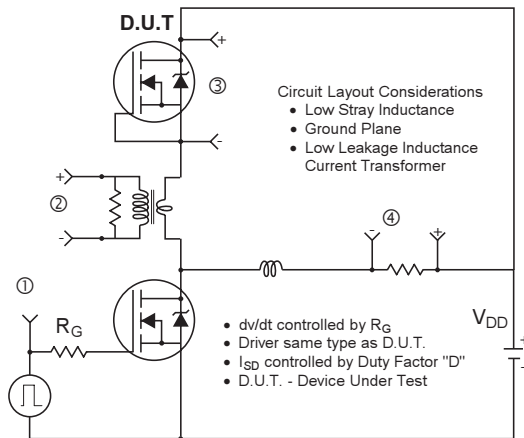 D.U.T
+
③
-
Circuit Layout Considerations
• Low Stray Inductance
• Ground Plane
• Low Leakage Inductance
Current Transformer
+
②
-
④
-
+
①
RG
VDD
+
-
• dv/dt controlled by RG
• Driver same type as D.U.T.
• ISD controlled by Duty Factor "D"
• D.U.T. - Device Under Test